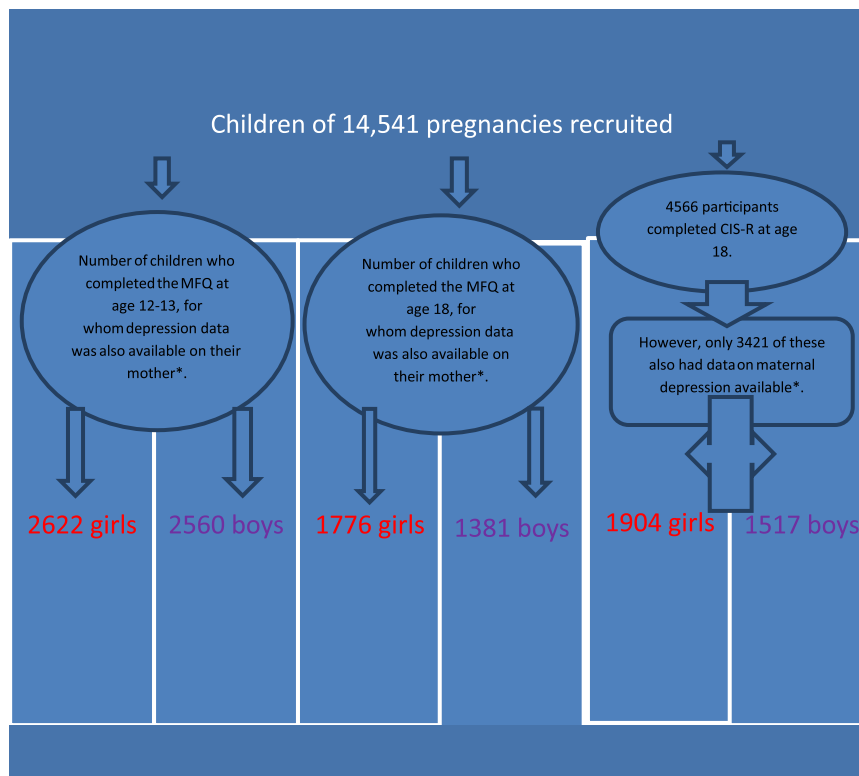 Children of 14,541 pregnancies recruited
Number of children who
completed the MFQ at
age 12-13, for
whom depression data
was also available on their
mother*.
Number of children who
completed the MFQ at
age 18, for
whom depression data
was also available on
their mother*.
4566 participants
completed CIS-R at age
18.
However, only 3421 of these
also had data on maternal
depression available*.
2622 girls
2560 boys
1776 girls
1381 boys
1904 girls
1517 boys